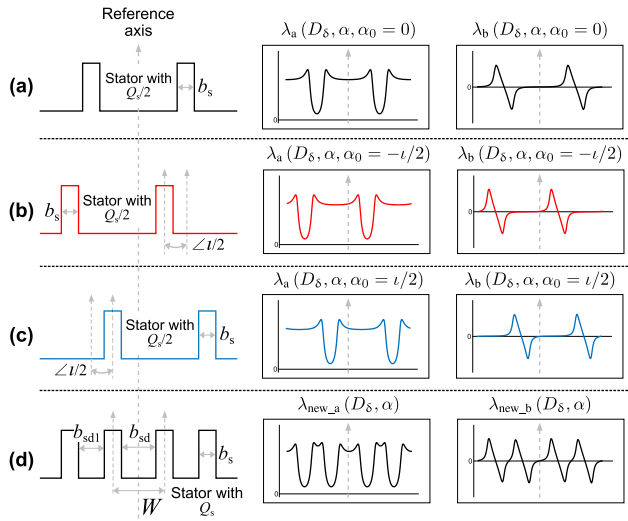 Reference
axis
λa (Dδ, α, α0 = 0)
λb (Dδ, α, α0 = 0)
(a)
Stator with
Qs/2
bs
0
0
λa (Dδ, α, α0 = −ι/2)
λb (Dδ, α, α0 = −ι/2)
(b)
bs
Stator with
Qs/2
∠ι/2
0
0
λa (Dδ, α, α0 = ι/2)
λb (Dδ, α, α0 = ι/2)
(c)
Stator with
Qs/2
bs
∠ι/2
0
0
λnew_a (Dδ, α)
λnew_b (Dδ, α)
(d)
bsd1
bsd
bs
W
Stator with
Qs
0
0